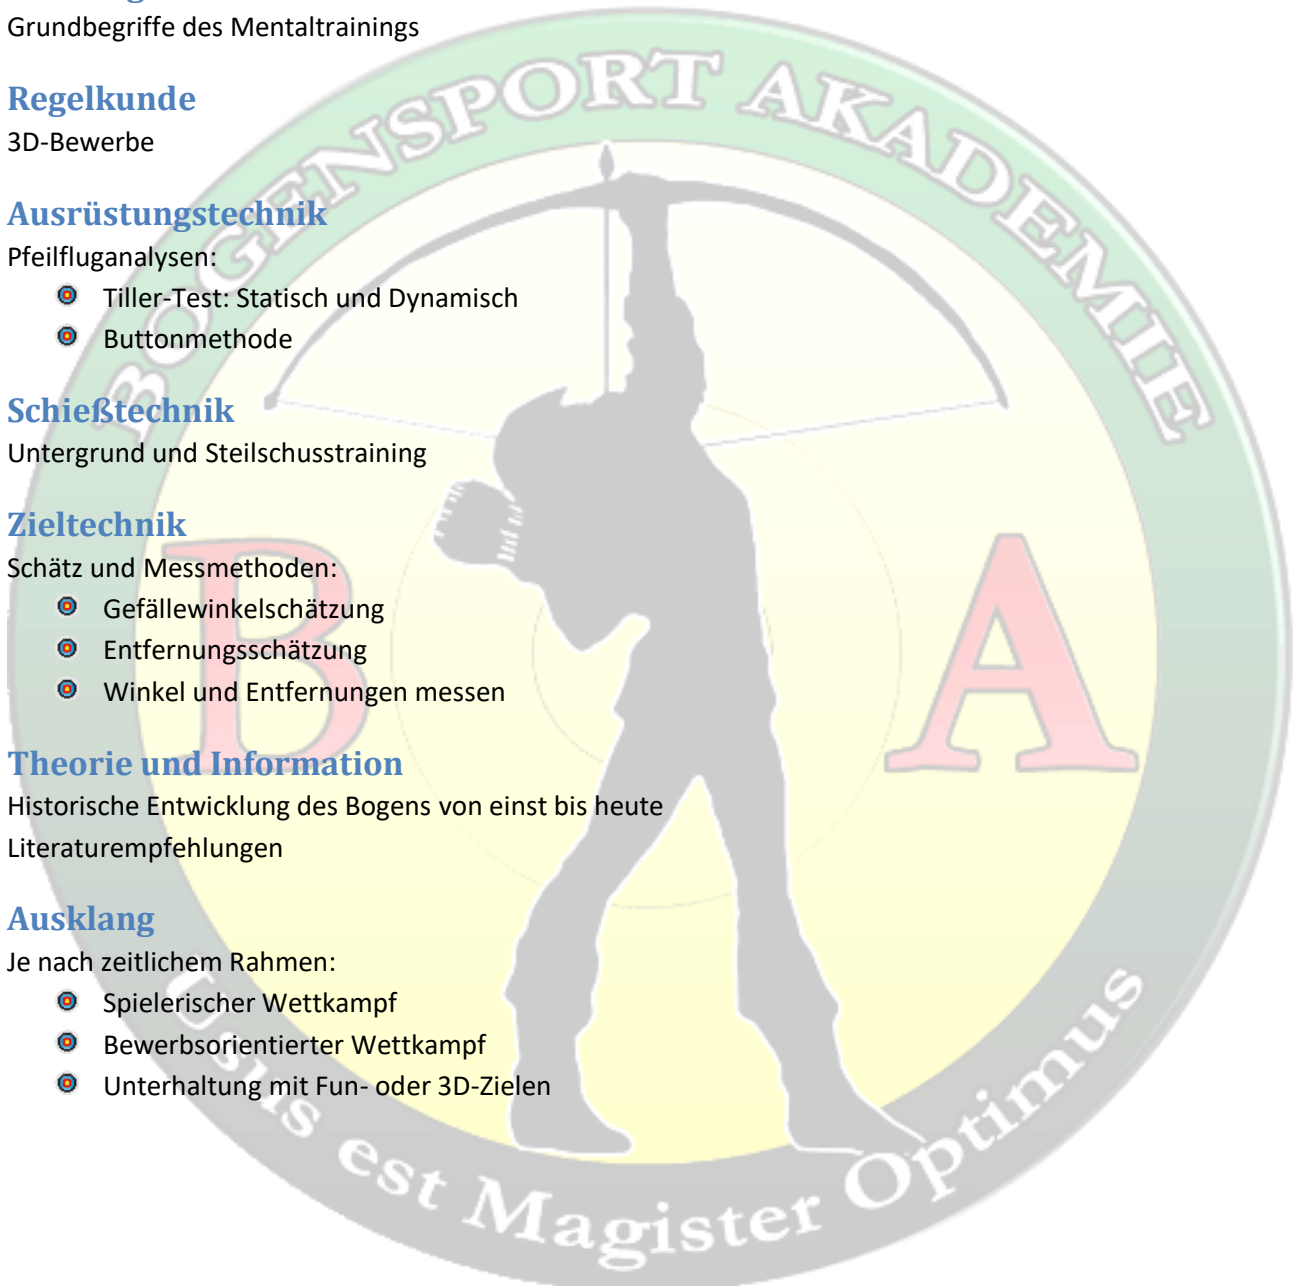 Grundbegriffe des Mentaltrainings
Regelkunde
3D-Bewerbe
Ausrüstungstechnik
Pfeilfluganalysen:
Tiller-Test: Statisch und Dynamisch
Buttonmethode
Schießtechnik
Untergrund und Steilschusstraining
Zieltechnik
Schätz und Messmethoden:
Gefällewinkelschätzung
Entfernungsschätzung
Winkel und Entfernungen messen
Theorie und Information
Historische Entwicklung des Bogens von einst bis heute
Literaturempfehlungen
Ausklang
Je nach zeitlichem Rahmen:
Spielerischer Wettkampf
Bewerbsorientierter Wettkampf
Unterhaltung mit Fun- oder 3D-Zielen
BOGENSPORT AKADEMIE
B A
Usus est Magister Optimus